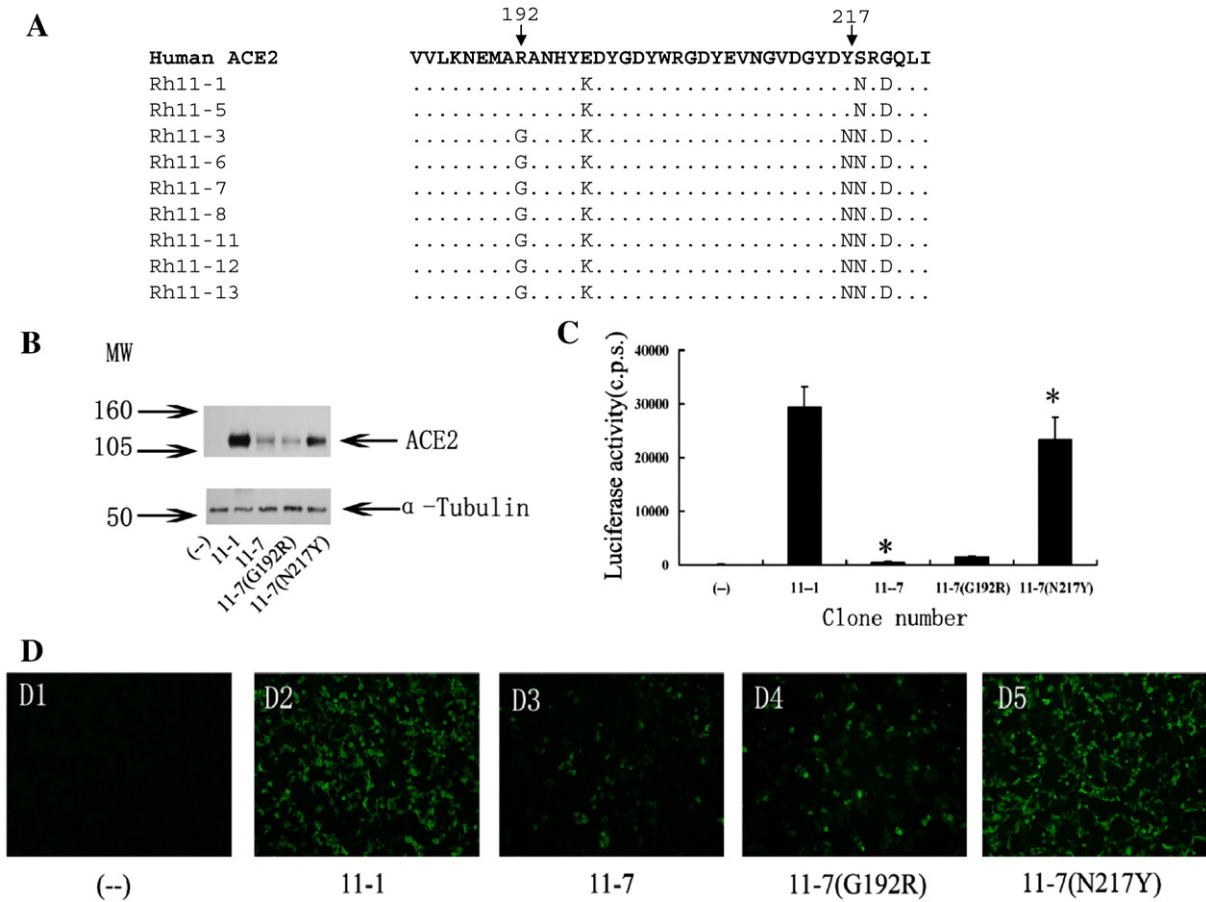 A
192 217
Human ACE2 VVLKNEMARANHYEDYGDYWRGDYEVNGVDGYDYSRGQLI
Rh11-1 .............K....................N.D...
Rh11-5 .............K....................N.D...
Rh11-3 ........G....K...................NN.D...
Rh11-6 ........G....K...................NN.D...
Rh11-7 ........G....K...................NN.D...
Rh11-8 ........G....K...................NN.D...
Rh11-11 ........G....K...................NN.D...
Rh11-12 ........G....K...................NN.D...
Rh11-13 ........G....K...................NN.D...
B
MW
160
105
ACE2
50
α-Tubulin
(--)
11-1
11-7
11-7(G192R)
11-7(N217Y)
C
Luciferase activity(c.p.s.)
40000
30000
20000
10000
0
* *
(--) 11--1 11--7 11-7(G192R) 11-7(N217Y)
Clone number
D
D1 D2 D3 D4 D5
(--) 11-1 11-7 11-7(G192R) 11-7(N217Y)